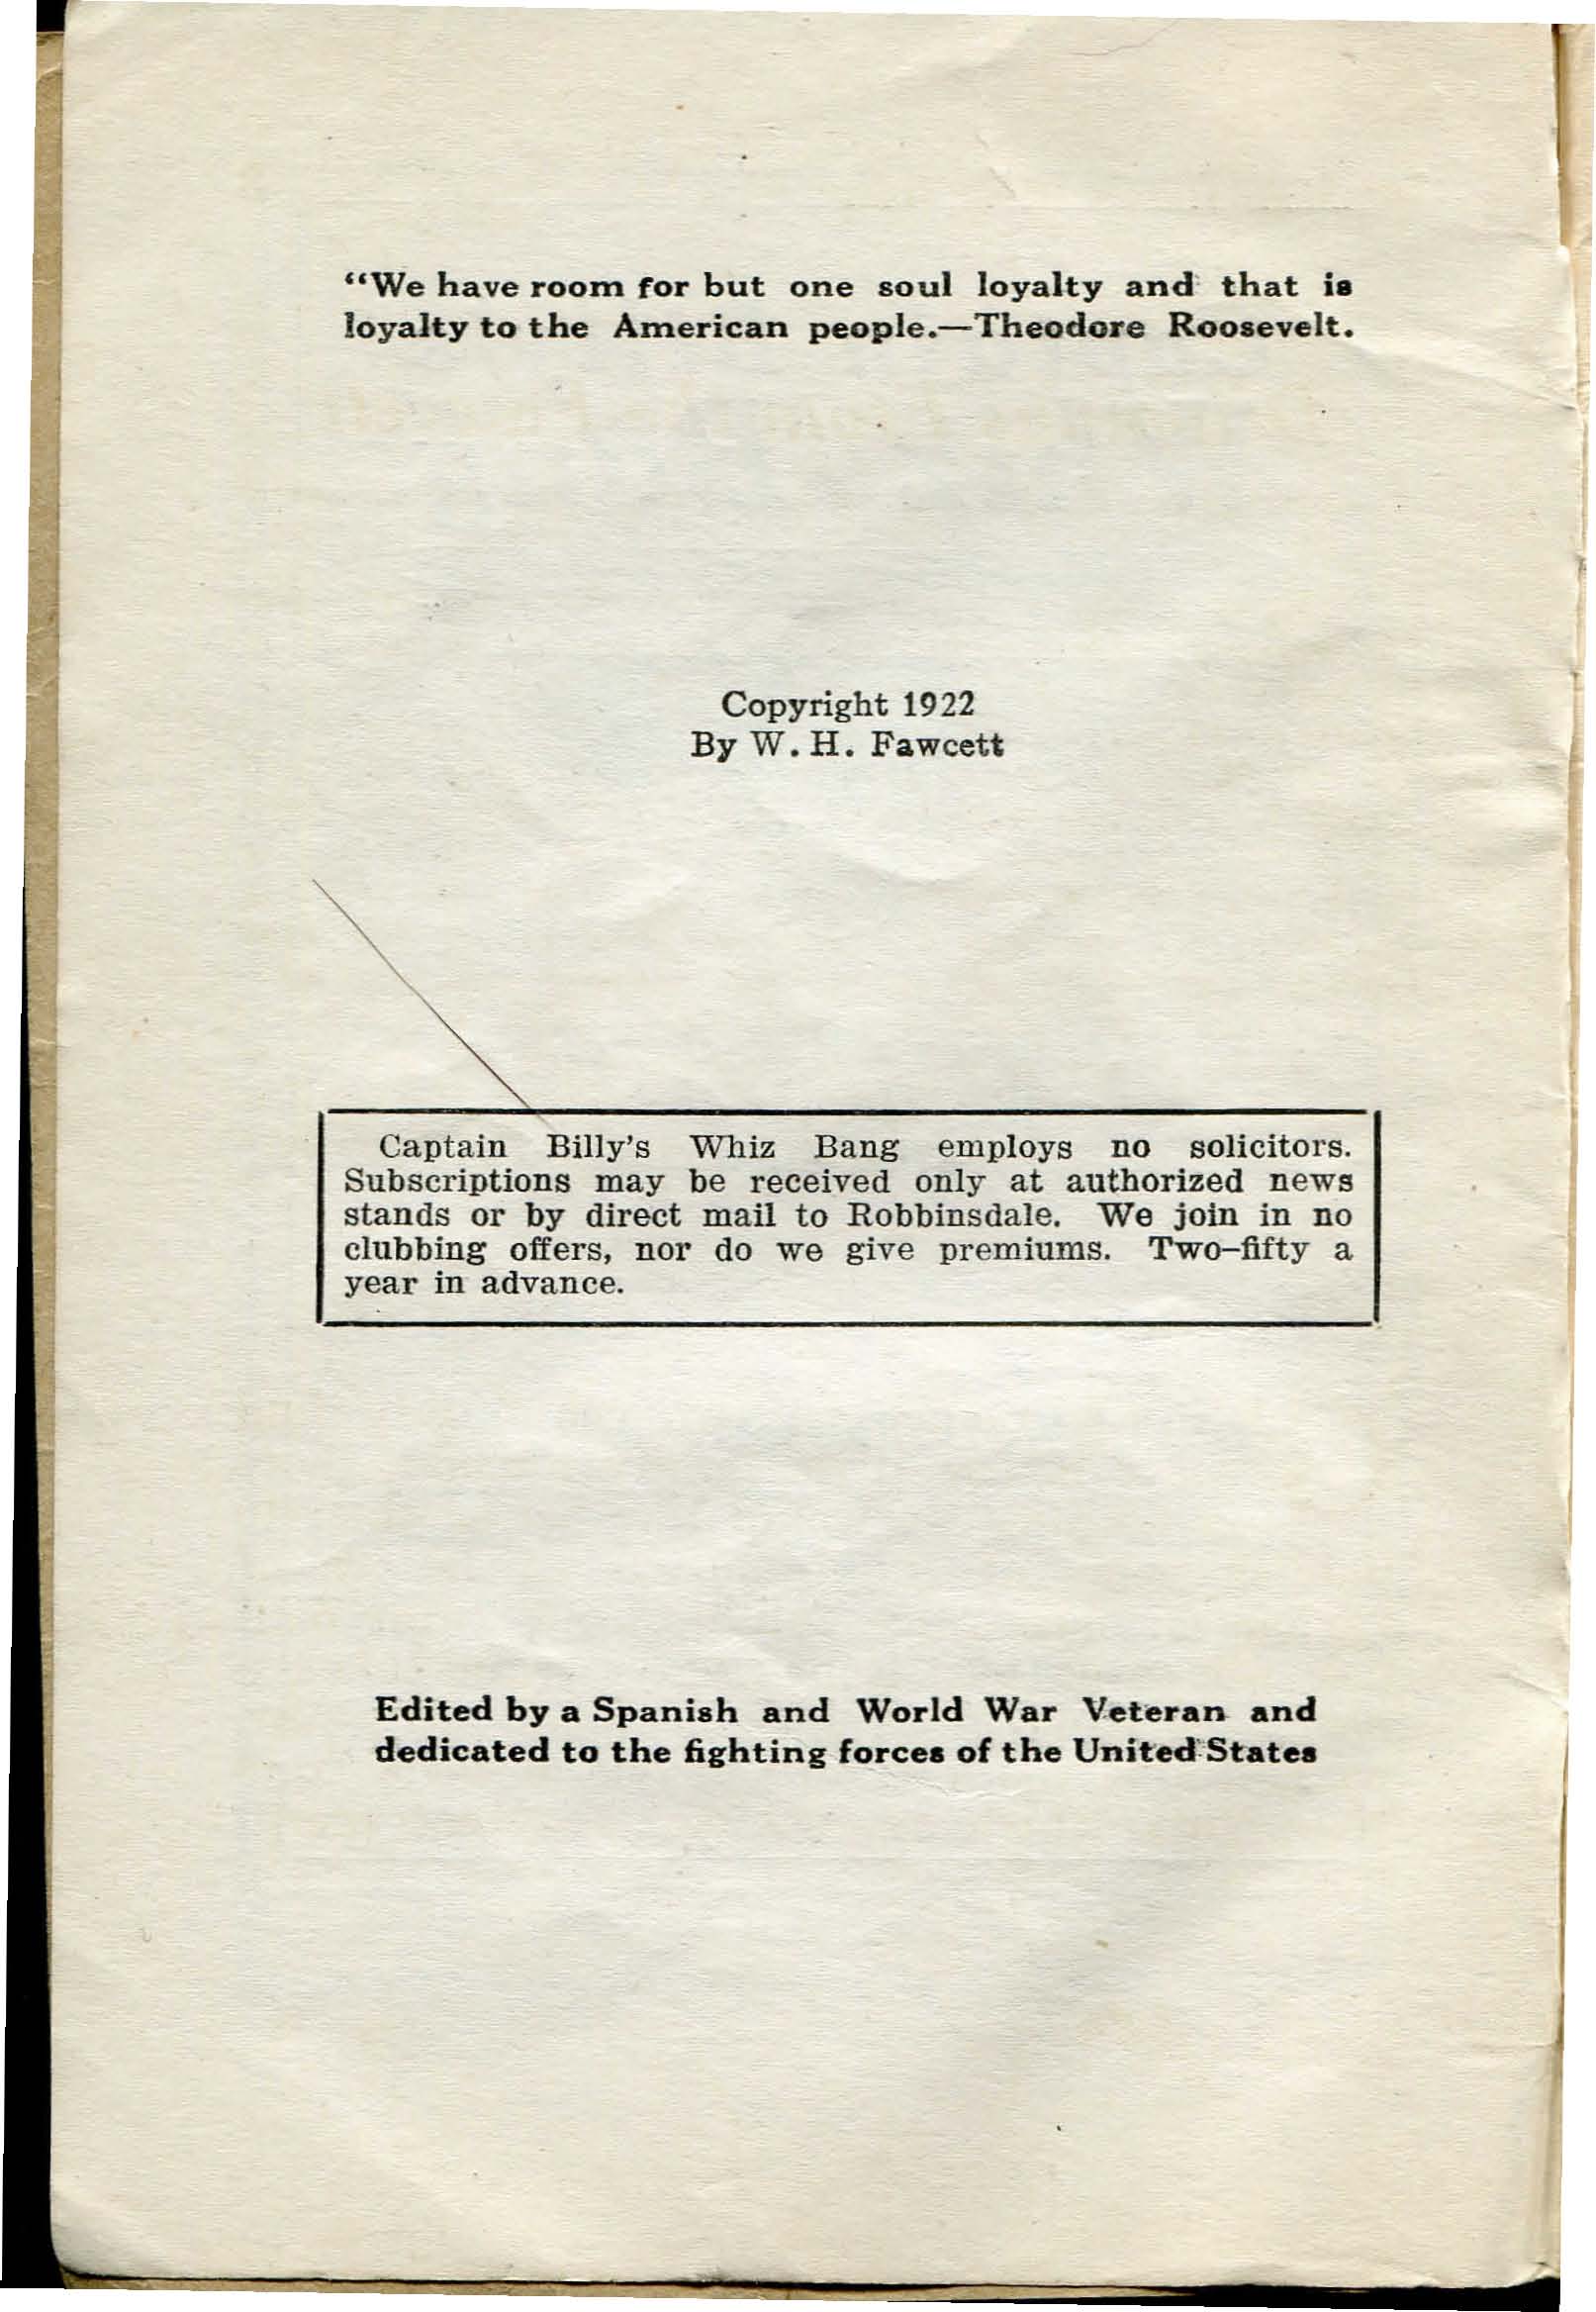 “We have room for but one soul loyalty and that is
loyalty to the American people.—Theodore Roosevelt.
Copyright 1922
By W. H. Fawcett
Captain Billy's Whiz Bang employs no solicitors.
Subscriptions may be received only at authorized news
stands or by direct mail to Robbinsdale. We join in no
clubbing offers, nor do we give premiums. Two-fifty a
year in advance.
Edited by a Spanish and World War Veteran and
dedicated to the fighting forces of the United States